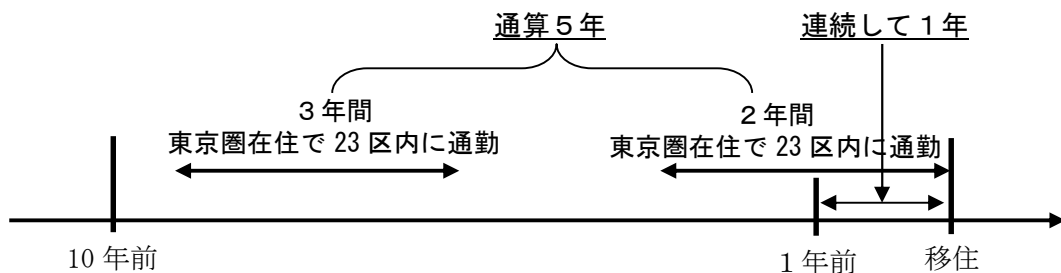 通算５年
連続して１年
３年間
東京圏在住で 23 区内に通勤
２年間
東京圏在住で 23 区内に通勤
10 年前
１年前
移住